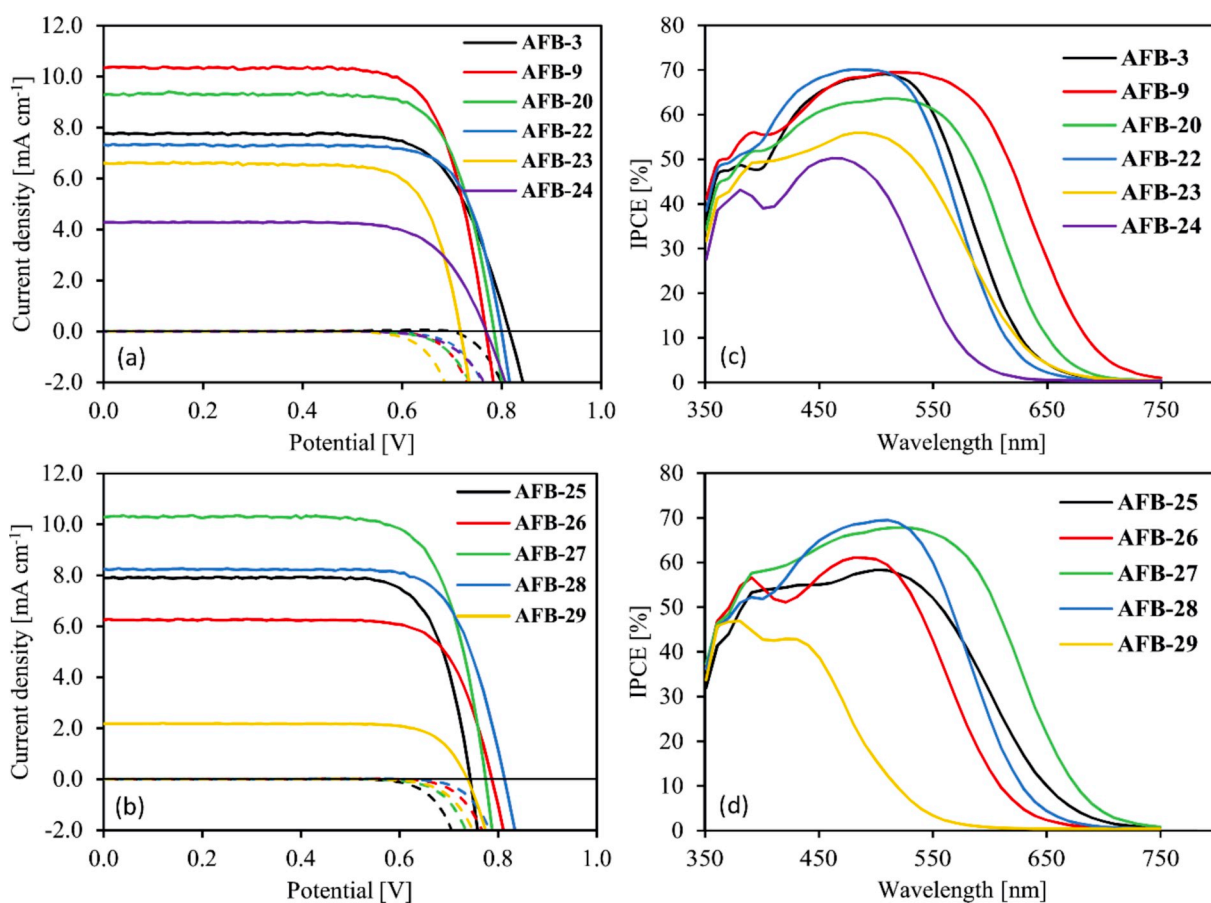 12.0
10.0
8.0
6.0
4.0
2.0
0.0
-2.0
Current density [mA cm⁻¹]
AFB-3
AFB-9
AFB-20
AFB-22
AFB-23
AFB-24
(a)
0.0 0.2 0.4 0.6 0.8 1.0
Potential [V]
80
70
60
50
40
30
20
10
0
IPCE [%]
AFB-3
AFB-9
AFB-20
AFB-22
AFB-23
AFB-24
(c)
350 450 550 650 750
Wavelength [nm]
12.0
10.0
8.0
6.0
4.0
2.0
0.0
-2.0
Current density [mA cm⁻¹]
AFB-25
AFB-26
AFB-27
AFB-28
AFB-29
(b)
0.0 0.2 0.4 0.6 0.8 1.0
Potential [V]
80
70
60
50
40
30
20
10
0
IPCE [%]
AFB-25
AFB-26
AFB-27
AFB-28
AFB-29
(d)
350 450 550 650 750
Wavelength [nm]